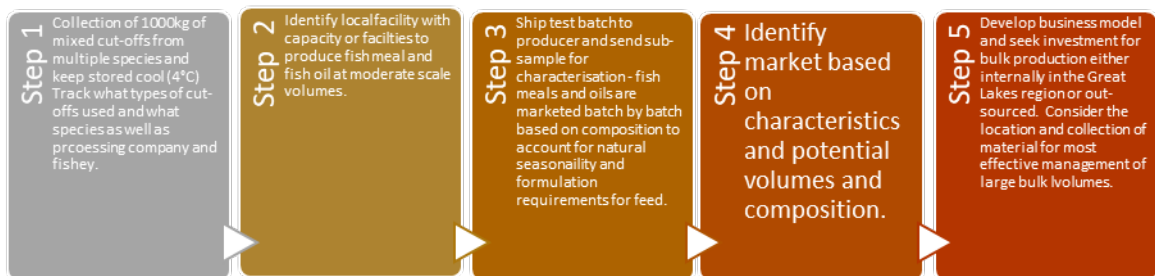 Step 1
Collection of 1000kg of
mixed cut-offs from
multiple species and
keep stored cool (4°C)
Track what types of cut-
offs used and what
species as well as
prcoessing company and
fishey.
Step 2
Identify localfacility with
capacity or facilties to
produce fishmeal and
fish oil at moderate scale
volumes.
Step 3
Ship test batch to
producer and send sub-
sample for
characterisation - fish
meals and oils are
marketed batch by batch
based on composition to
account for natural
seasonaility and
formulation
requirements for feed.
Step 4
Identify
market based
on
characteristics
and potential
volumes and
composition.
Step 5
Develop business model
and seek investment for
bulk production either
internally in the Great
Lakes region or out-
sourced. Consider the
location and collection of
material for most
effective management of
large bulk lvolumes.